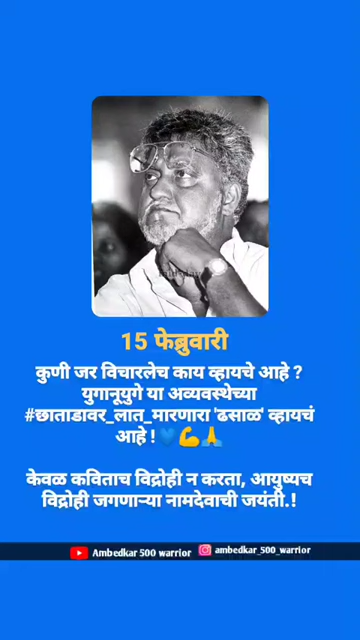 15 फेब्रुवारी
कुणी जर विचारलेच काय व्हायचे आहे ?
युगानूयुगे या अव्यवस्थेच्या
#छाताडावर_लात_मारणारा 'ढसाळ' व्हायचं
आहे ! 💙💪🙏
केवळ कविताच विद्रोही न करता, आयुष्यच
विद्रोही जगणाऱ्या नामदेवाची जयंती.!
Ambedkar 500 warrior
ambedkar_500_warrior